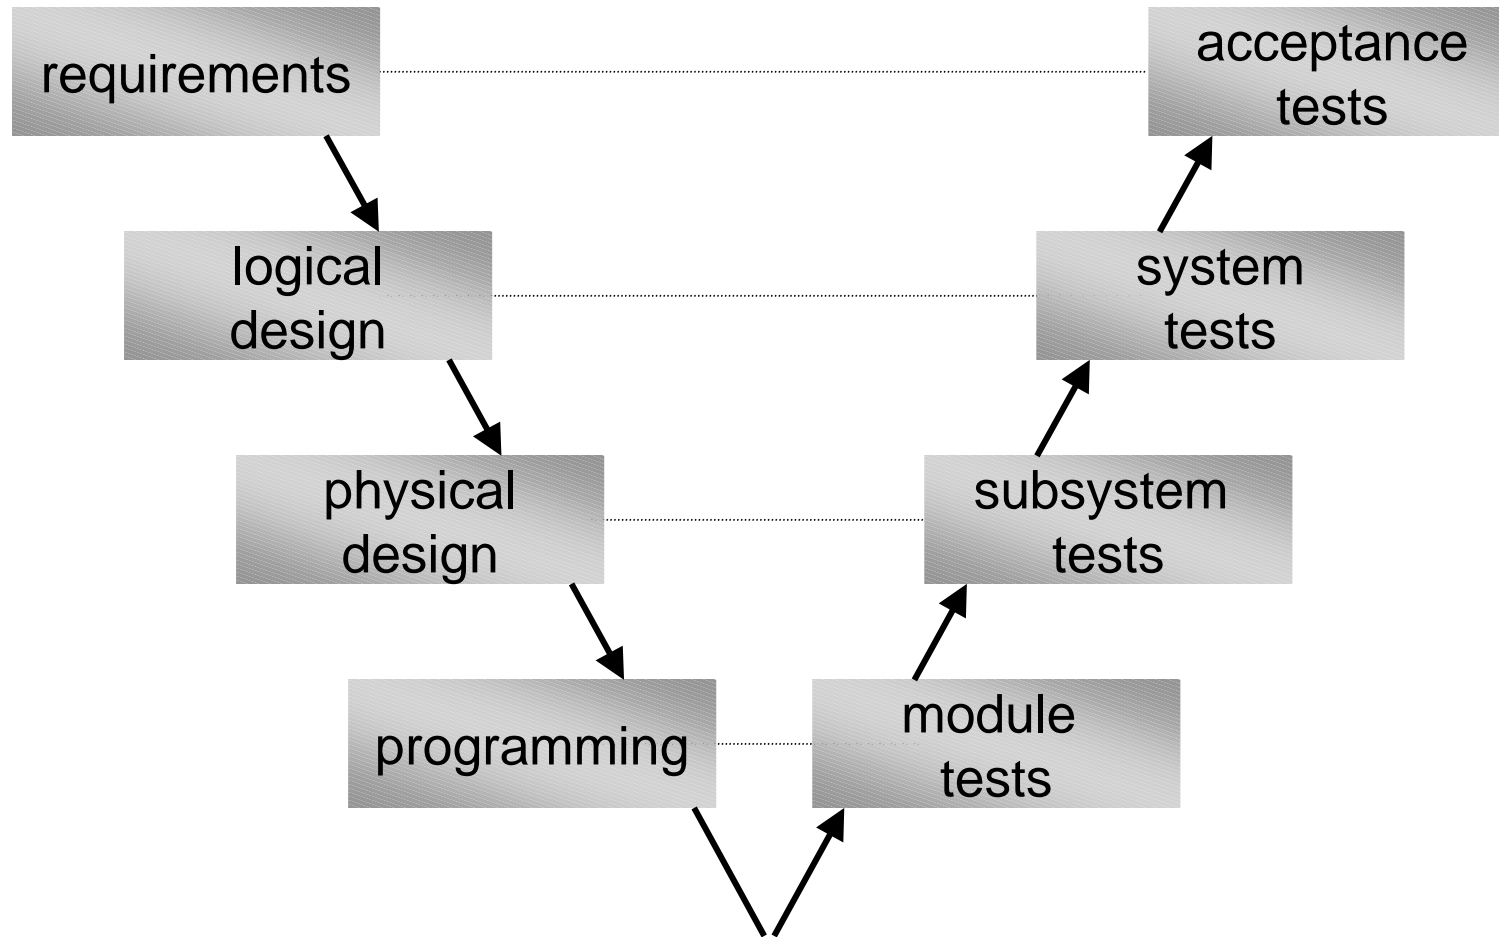 requirements
acceptance
tests
logical
design
system
tests
physical
design
subsystem
tests
programming
module
tests